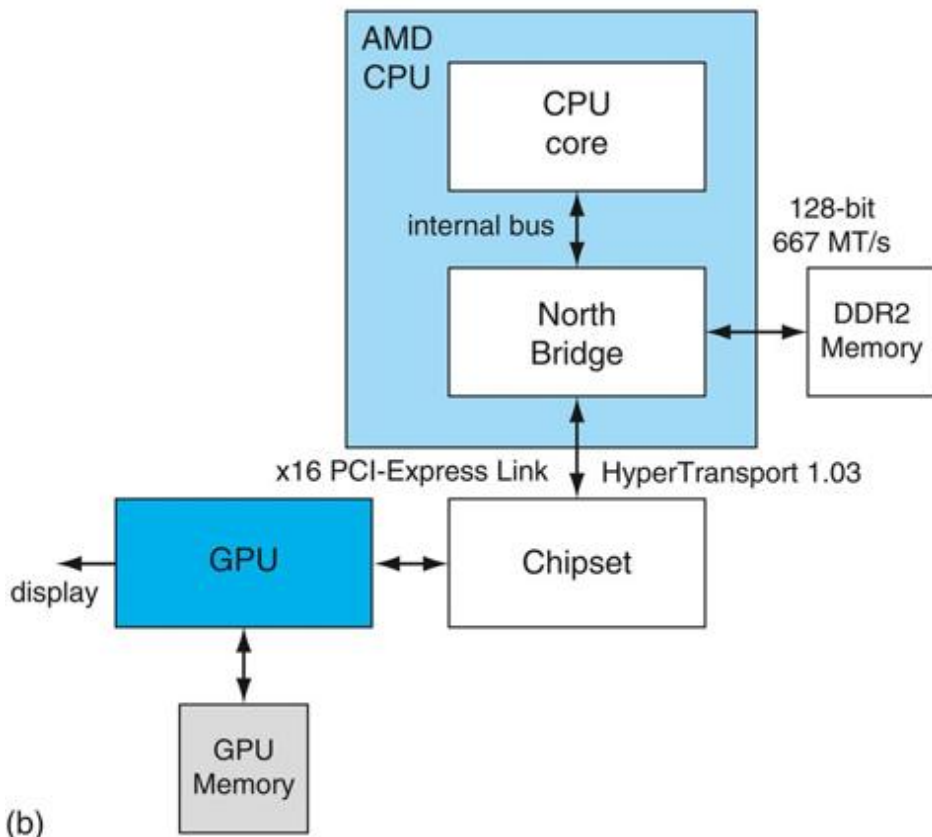 AMD
CPU
CPU
core
internal bus
128-bit
667 MT/s
North
Bridge
DDR2
Memory
x16 PCI-Express Link
HyperTransport 1.03
GPU
Chipset
display
GPU
Memory
(b)